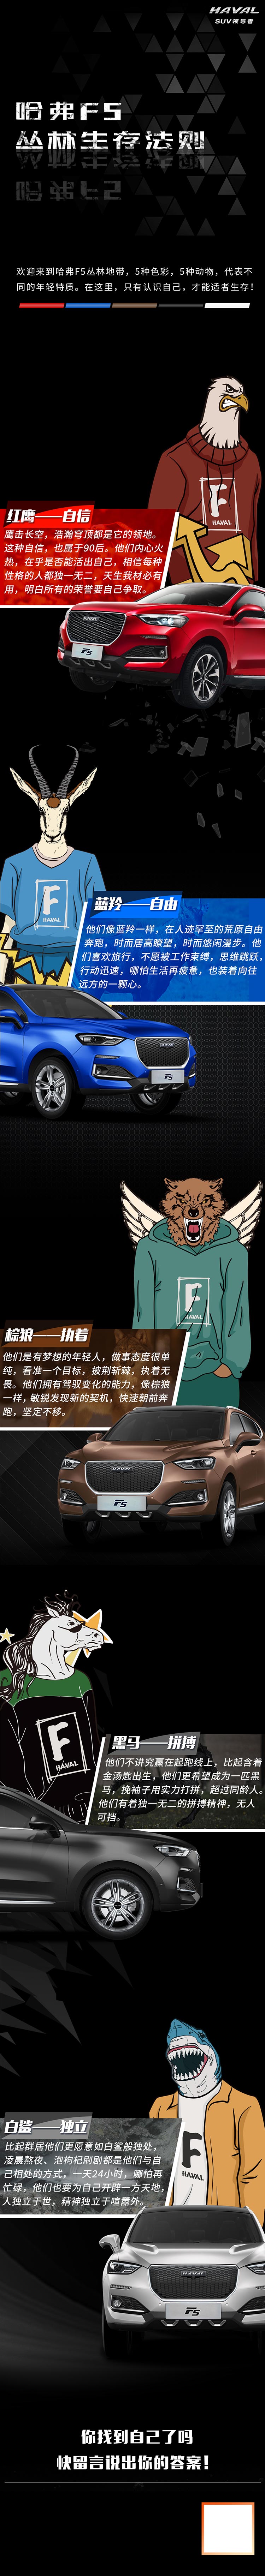 HAVAL
SUV领导者
哈弗F5
丛林生存法则
欢迎来到哈弗F5丛林地带，5种色彩，5种动物，代表不
同的年轻特质。在这里，只有认识自己，才能适者生存！
F
HAVAL
红鹰——自信
鹰击长空，浩瀚穹顶都是它的领地。
这种自信，也属于90后。他们内心火
热，在乎是否能活出自己，相信每种
性格的人都独一无二，天生我材必有
用，明白所有的荣誉要自己争取。
HAVAL
F5
F
HAVAL
蓝羚——自由
他们像蓝羚一样，在人迹罕至的荒原自由
奔跑，时而居高瞭望，时而悠闲漫步。他
们喜欢旅行，不愿被工作束缚，思维跳跃，
行动迅速，哪怕生活再疲惫，也装着向往
远方的一颗心。
HAVAL
F5
F
HAVAL
棕狼——执着
他们是有梦想的年轻人，做事态度很单
纯，看准一个目标，披荆斩棘，执着无
畏。他们拥有驾驭变化的能力，像棕狼
一样，敏锐发现新的契机，快速朝前奔
跑，坚定不移。
HAVAL
F5
F
HAVAL
黑马——拼搏
他们不讲究赢在起跑线上，比起含着
金汤匙出生，他们更希望成为一匹黑
马，挽袖子用实力打拼，超过同龄人。
他们有着独一无二的拼搏精神，无人
可挡。
F
HAVAL
白鲨——独立
比起群居他们更愿意如白鲨般独处，
凌晨熬夜、泡枸杞刷剧都是他们与自
己相处的方式，一天24小时，哪怕再
忙碌，他们也要为自己开辟一方天地，
人独立于世，精神独立于喧嚣外。
HAVAL
F5
你找到自己了吗
快留言说出你的答案！